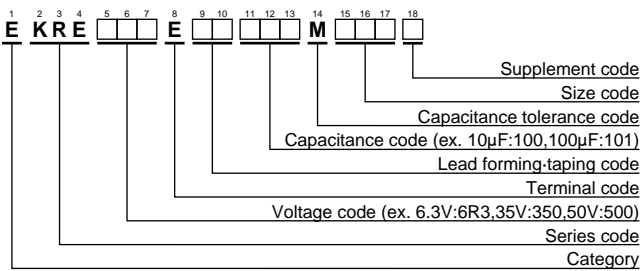 1 2 3 4 5 6 7 8 9 10 11 12 13 14 15 16 17 18
E KRE □□□ E □□ □□□ M □□□ □
Supplement code
Size code
Capacitance tolerance code
Capacitance code (ex. 10μF:100,100μF:101)
Lead forming·taping code
Terminal code
Voltage code (ex. 6.3V:6R3,35V:350,50V:500)
Series code
Category